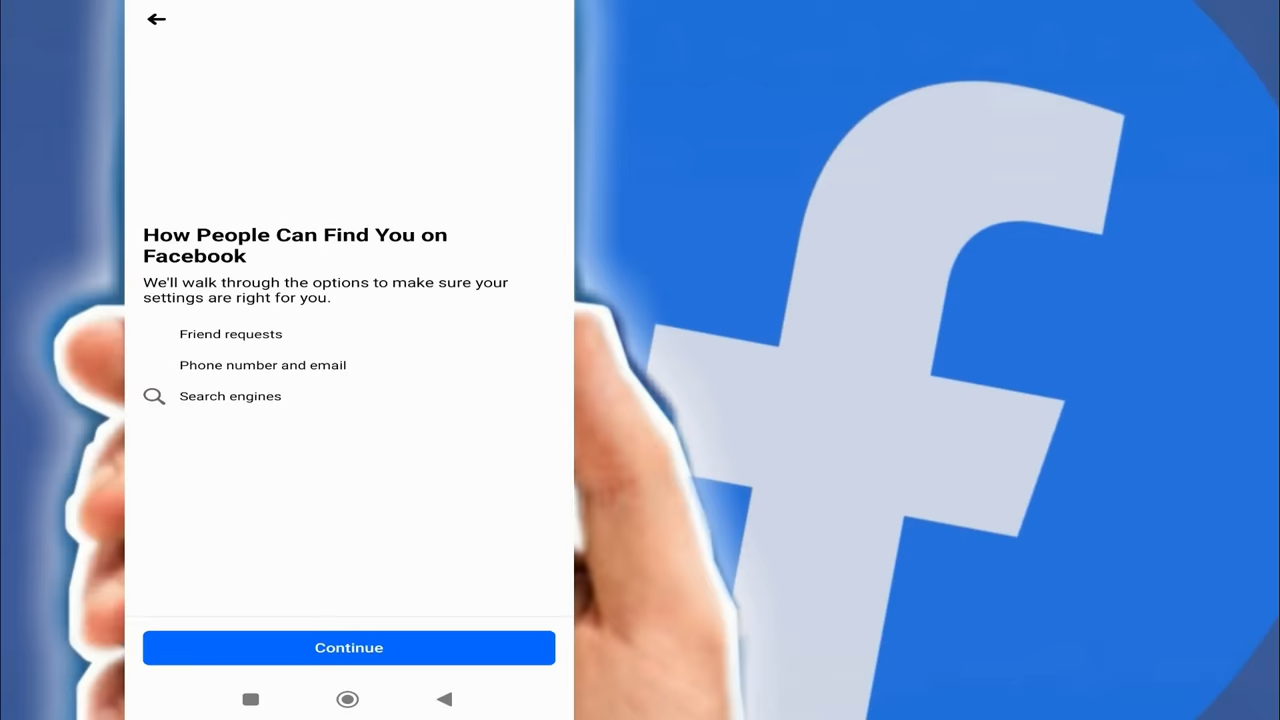 How People Can Find You on
Facebook
We'll walk through the options to make sure your
settings are right for you.
Friend requests
Phone number and email
Search engines
Continue